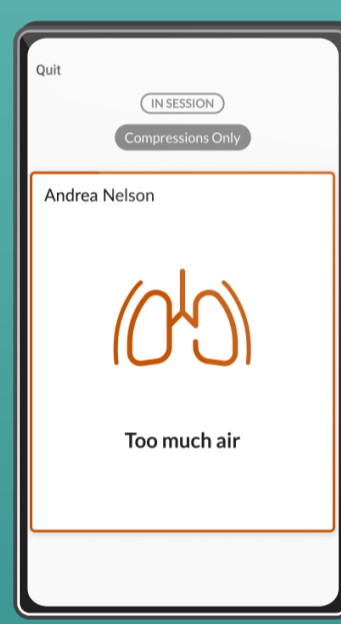 Quit
IN SESSION
Compressions Only
Andrea Nelson
Too much air